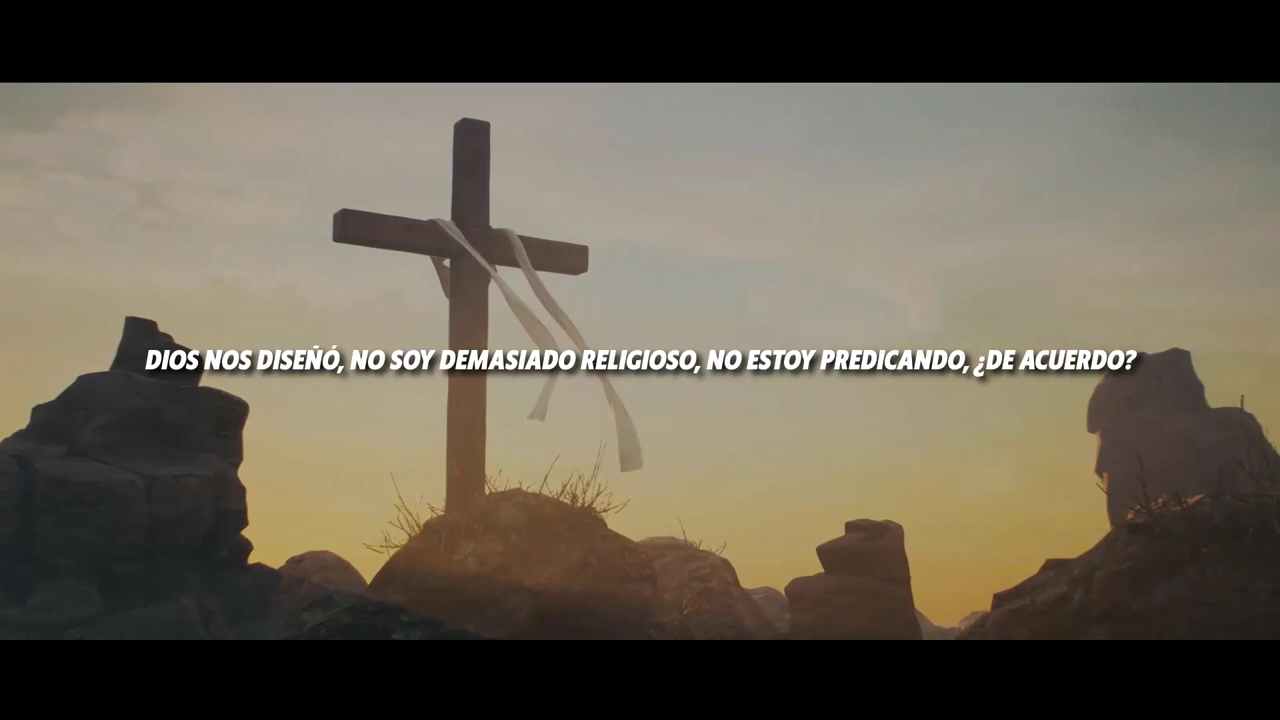 DIOS NOS DISEÑÓ, NO SOY DEMASIADO RELIGIOSO, NO ESTOY PREDICANDO, ¿DE ACUERDO?